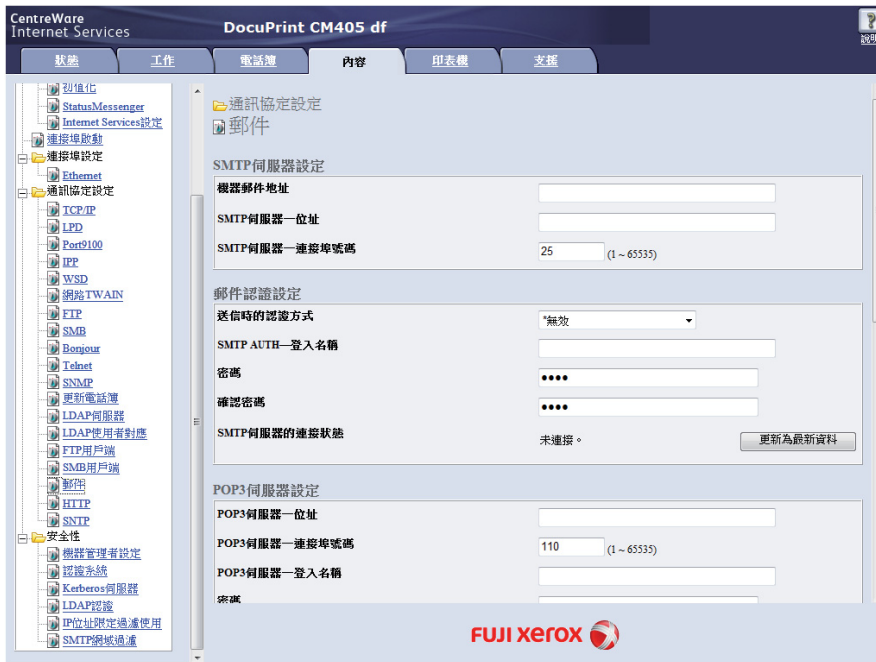 CentreWare
Internet Services
DocuPrint CM405 df
說明
狀態
工作
電話簿
內容
印表機
支援
初值化
StatusMessenger
Internet Services設定
連接埠啟動
連接埠設定
Ethernet
通訊協定設定
TCP/IP
LPD
Port9100
IPP
WSD
網路TWAIN
FTP
SMB
Bonjour
Telnet
SNMP
更新電話簿
LDAP伺服器
LDAP使用者對應
FTP用戶端
SMB用戶端
郵件
HTTP
SNTP
安全性
機器管理者設定
認證系統
Kerberos伺服器
LDAP認證
IP位址限定過濾使用
SMTP網域過濾
通訊協定設定
郵件
SMTP伺服器設定
機器郵件地址
SMTP伺服器—位址
SMTP伺服器—連接埠號碼 25 (1 ~ 65535)
郵件認證設定
送信時的認證方式 *無效
SMTP AUTH—登入名稱
密碼 ••••
確認密碼 ••••
SMTP伺服器的連接狀態 未連接。 更新為最新資料
POP3伺服器設定
POP3伺服器—位址
POP3伺服器—連接埠號碼 110 (1 ~ 65535)
POP3伺服器—登入名稱
密碼
FUJI XEROX